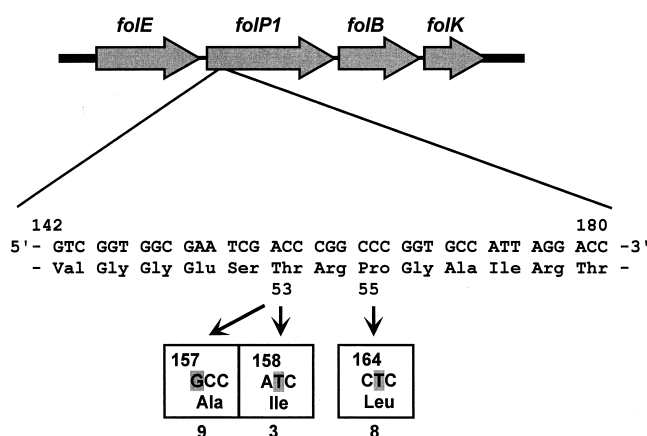 folE folP1 folB folK
142 180
5'- GTC GGT GGC GAA TCG ACC CGG CCC GGT GCC ATT AGG ACC -3'
- Val Gly Gly Glu Ser Thr Arg Pro Gly Ala Ile Arg Thr -
53 55
157 158 164
GCC ATC CTC
Ala Ile Leu
9 3 8